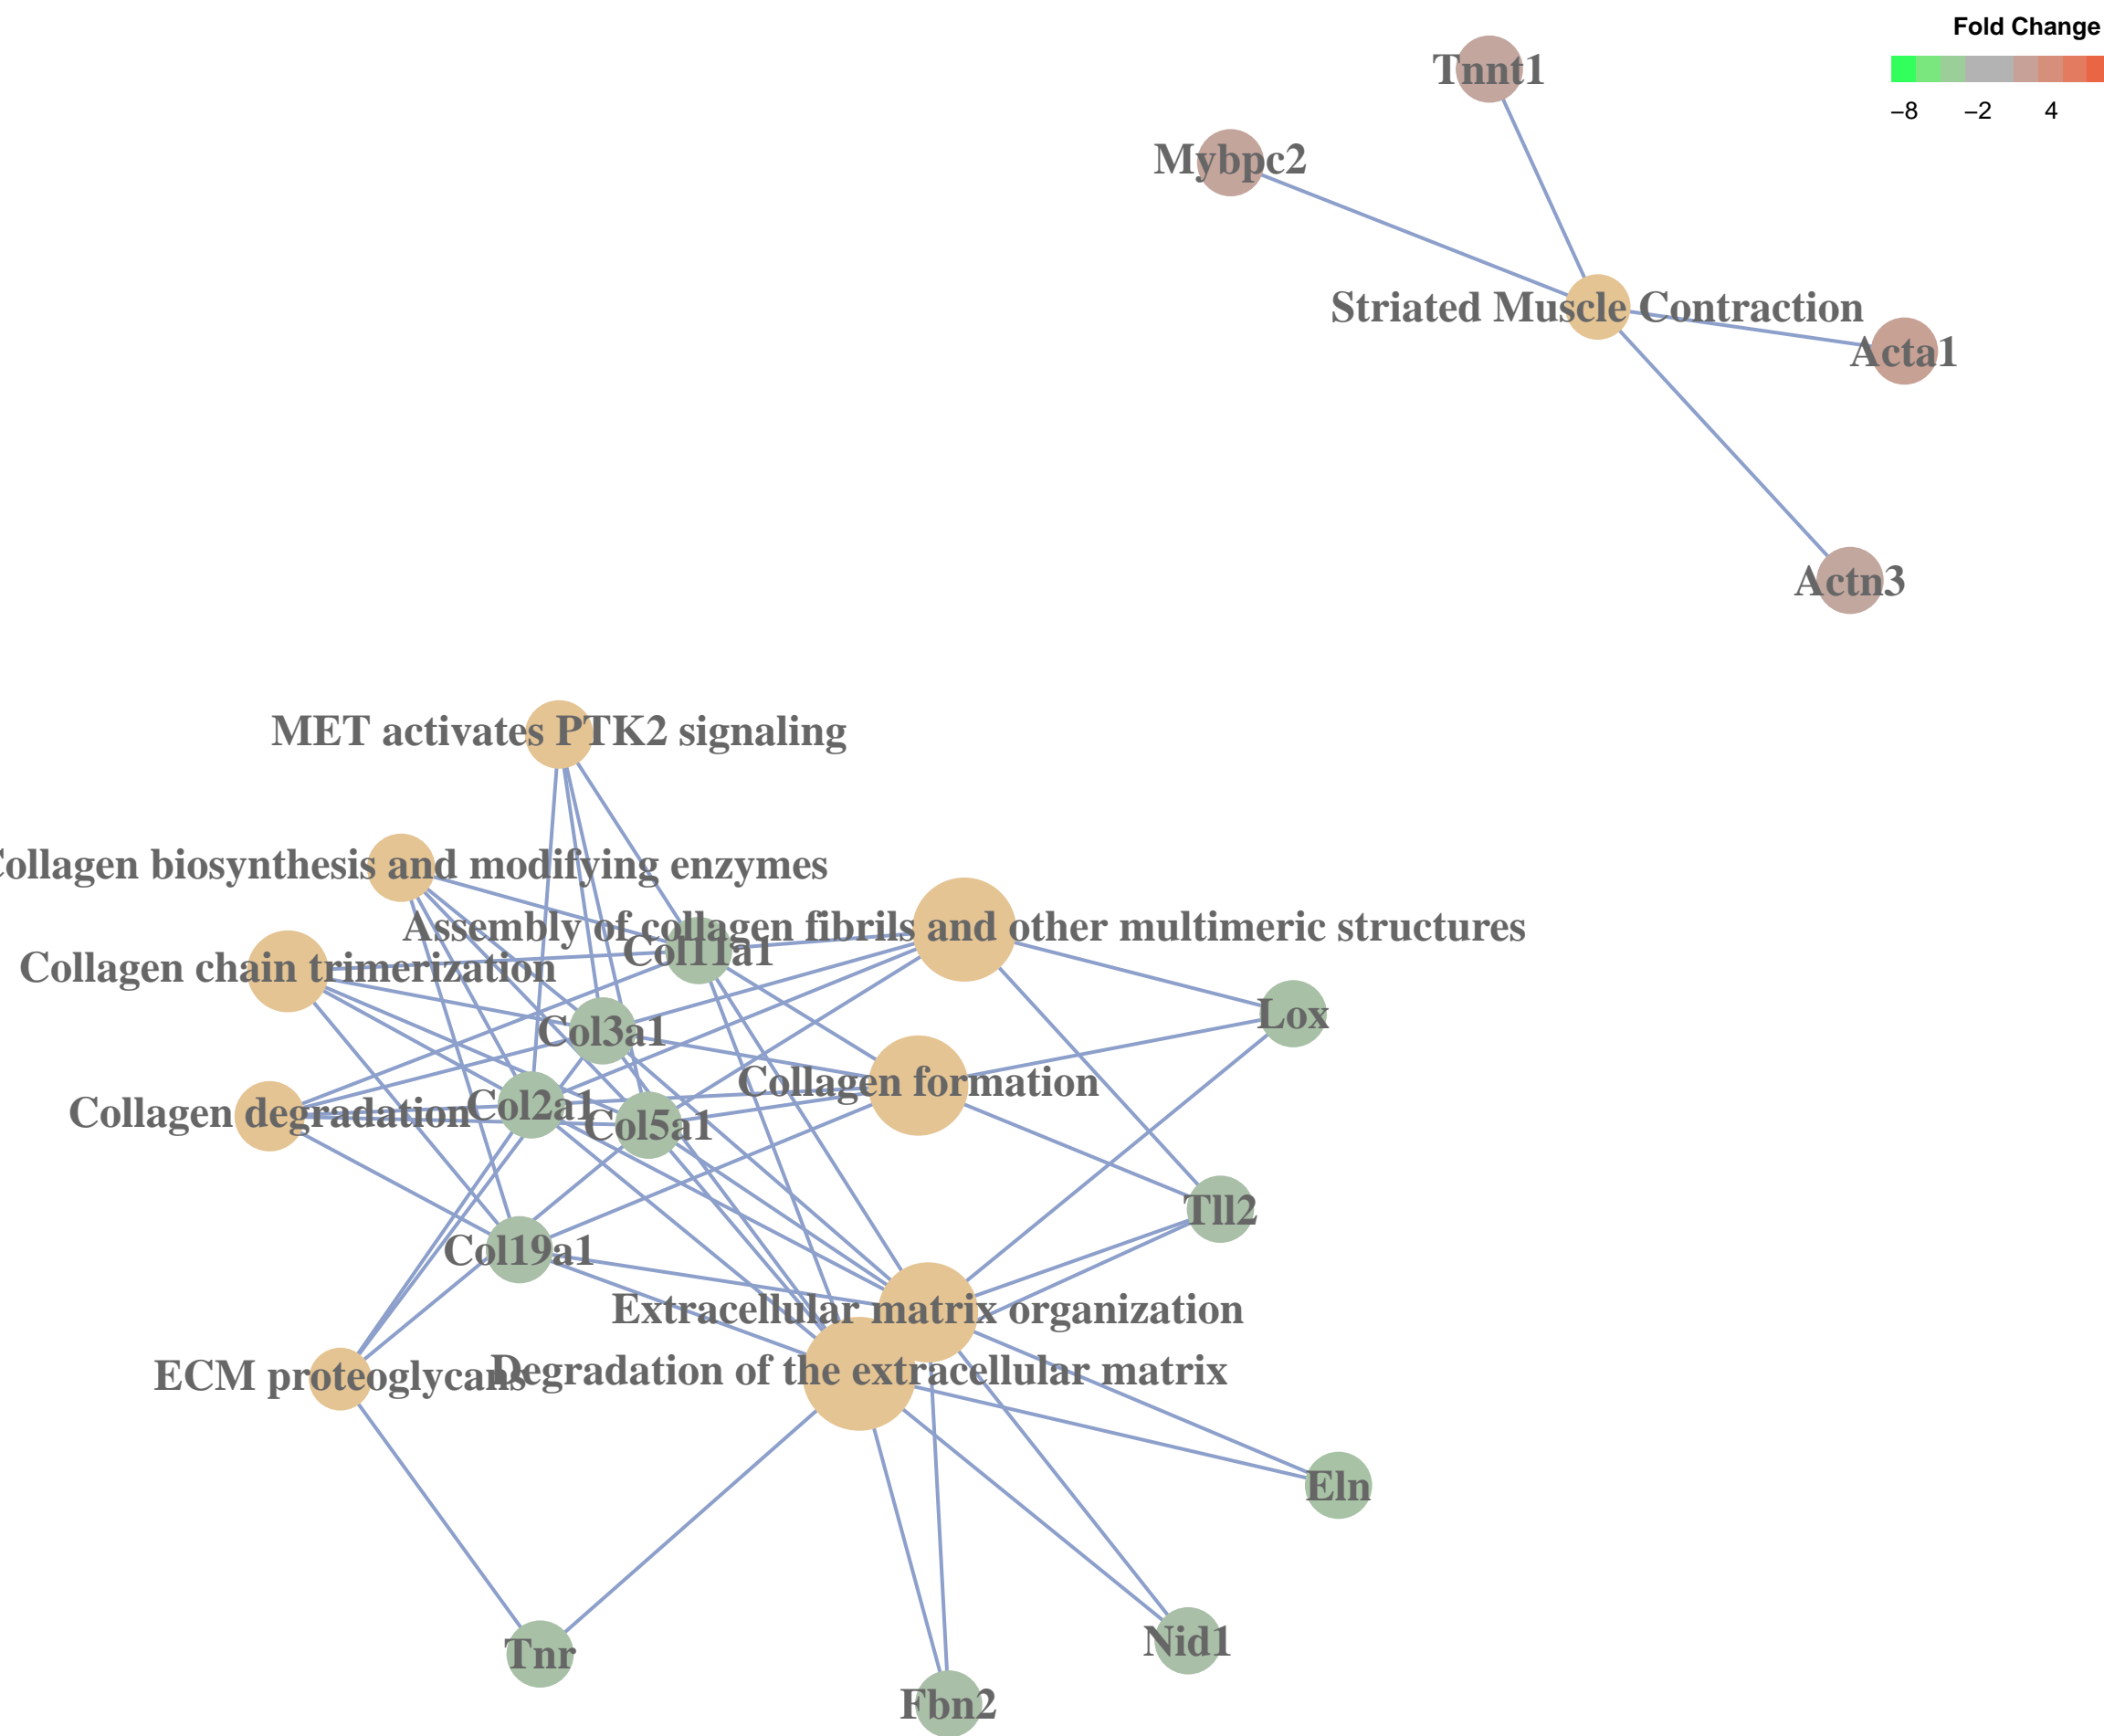 Fold Change
–8 –2 4
Tnnt1
Mybpc2
Striated Muscle Contraction
Acta1
Actn3
MET activates PTK2 signaling
Collagen biosynthesis and modifying enzymes
Assembly of collagen fibrils and other multimeric structures
Col11a1
Collagen chain trimerization
Lox
Col3a1
Collagen formation
Collagen degradation
Col2a1
Col5a1
Tll2
Col19a1
Extracellular matrix organization
Degradation of the extracellular matrix
ECM proteoglycans
Eln
Nid1
Tnr
Fbn2